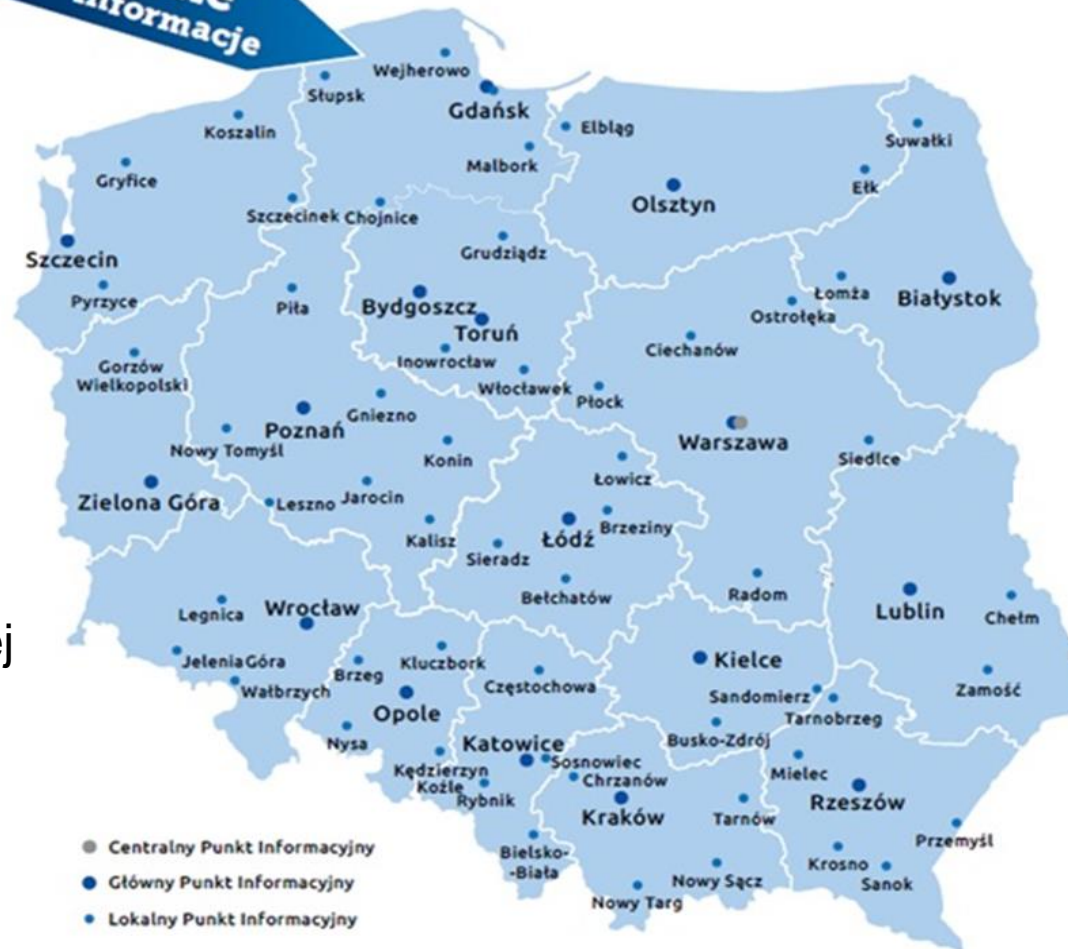 informacje
Wejherowo
Słupsk
Gdańsk
Koszalin
Elbląg
Suwałki
Malbork
Gryfice
Ełk
Olsztyn
Szczecinek
Chojnice
Grudziądz
Szczecin
Pyrzyce
Piła
Bydgoszcz
Łomża
Białystok
Ostrołęka
Toruń
Ciechanów
Inowrocław
Gorzów
Wielkopolski
Włocławek
Płock
Gniezno
Poznań
Warszawa
Nowy Tomyśl
Konin
Siedlce
Łowicz
Zielona Góra
Leszno
Jarocin
Brzeziny
Kalisz
Łódź
Sieradz
Bełchatów
Radom
Legnica
Wrocław
Lublin
Chełm
ej
JeleniaGóra
Kluczbork
Kielce
Brzeg
Wałbrzych
Częstochowa
Sandomierz
Zamość
Opole
Tarnobrzeg
Nysa
Katowice
Busko-Zdrój
Sosnowiec
Kędzierzyn
Koźle
Chrzanów
Mielec
Rybnik
Kraków
Tarnów
Rzeszów
Przemyśl
Bielsko-
-Biała
Krosno
Nowy Sącz
Sanok
Nowy Targ
Centralny Punkt Informacyjny
Główny Punkt Informacyjny
Lokalny Punkt Informacyjny